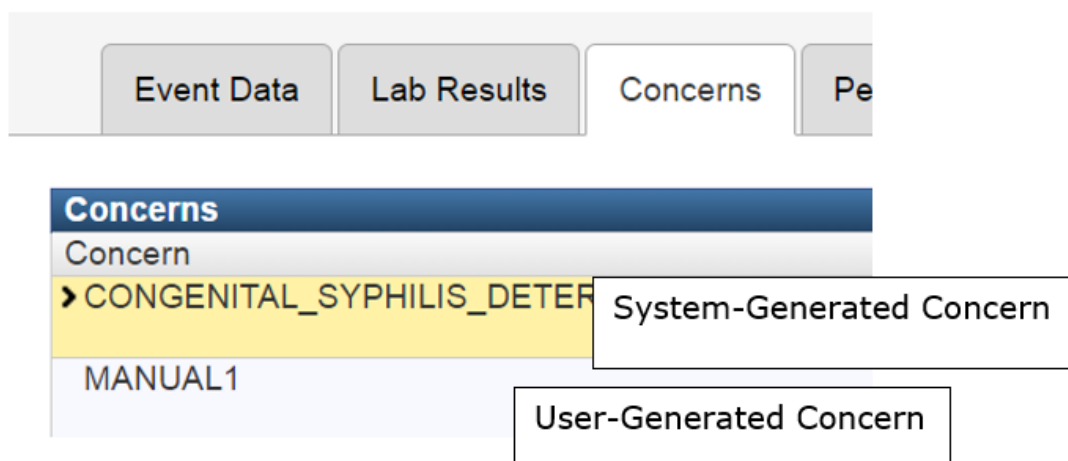 Event Data Lab Results Concerns Pe
Concerns
Concern
CONGENITAL_SYPHILIS_DETER
System-Generated Concern
MANUAL1
User-Generated Concern